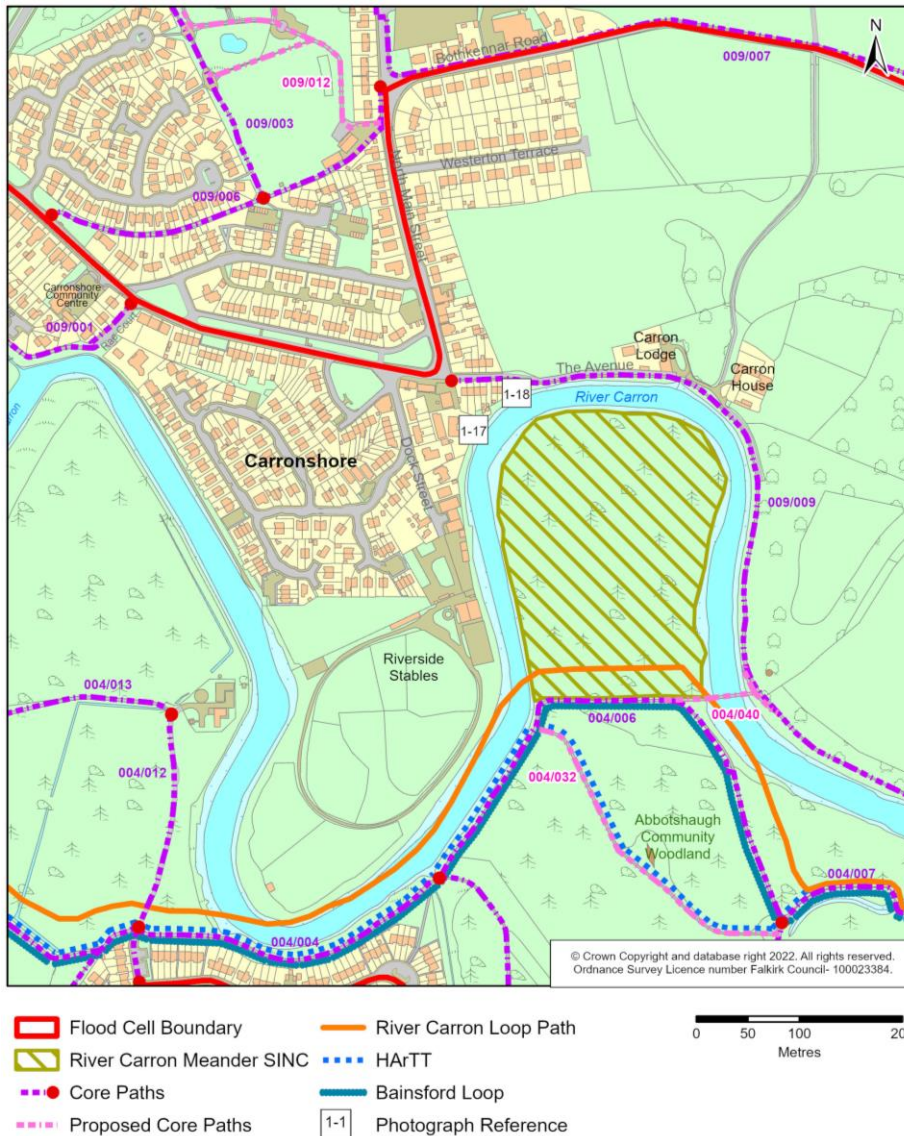 N
Bothkennar Road
009/007
009/012
009/003
Westerton Terrace
North Main Street
009/006
Carronshore
Community
Centre
009/001
The Avenue
Carron
Lodge
Carron
House
1-18
River Carron
1-17
Carronshore
Dock Street
009/009
Riverside
Stables
004/013
004/006
004/040
004/012
004/032
Abbotshaugh
Community
Woodland
004/007
004/004
© Crown Copyright and database right 2022. All rights reserved.
Ordnance Survey Licence number Falkirk Council- 100023384.
Flood Cell Boundary
River Carron Loop Path
River Carron Meander SINC
HArTT
Core Paths
Bainsford Loop
Proposed Core Paths
1-1
Photograph Reference
0
50
100
20
Metres